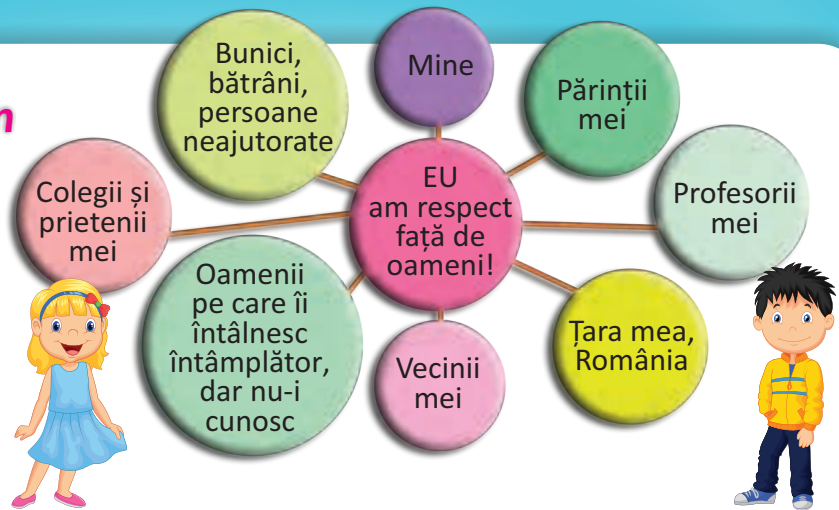 Bunici,
bătrâni,
persoane
neajutorate
Mine
Părinții
mei
Colegii și
prietenii
mei
EU
am respect
față de
oameni!
Profesorii
mei
Oamenii
pe care îi
întâlnesc
întâmplător,
dar nu-i
cunosc
Vecinii
mei
Țara mea,
România